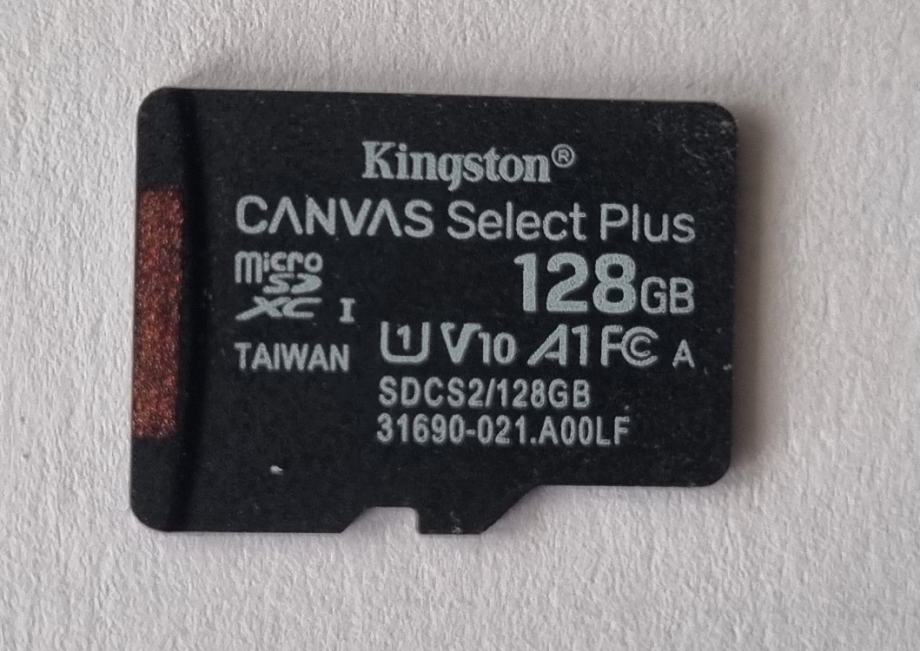 Kingston®
CANVAS Select Plus
micro SD XC I
128GB
TAIWAN
U1 V10 A1 FC A
SDCS2/128GB
31690-021.A00LF